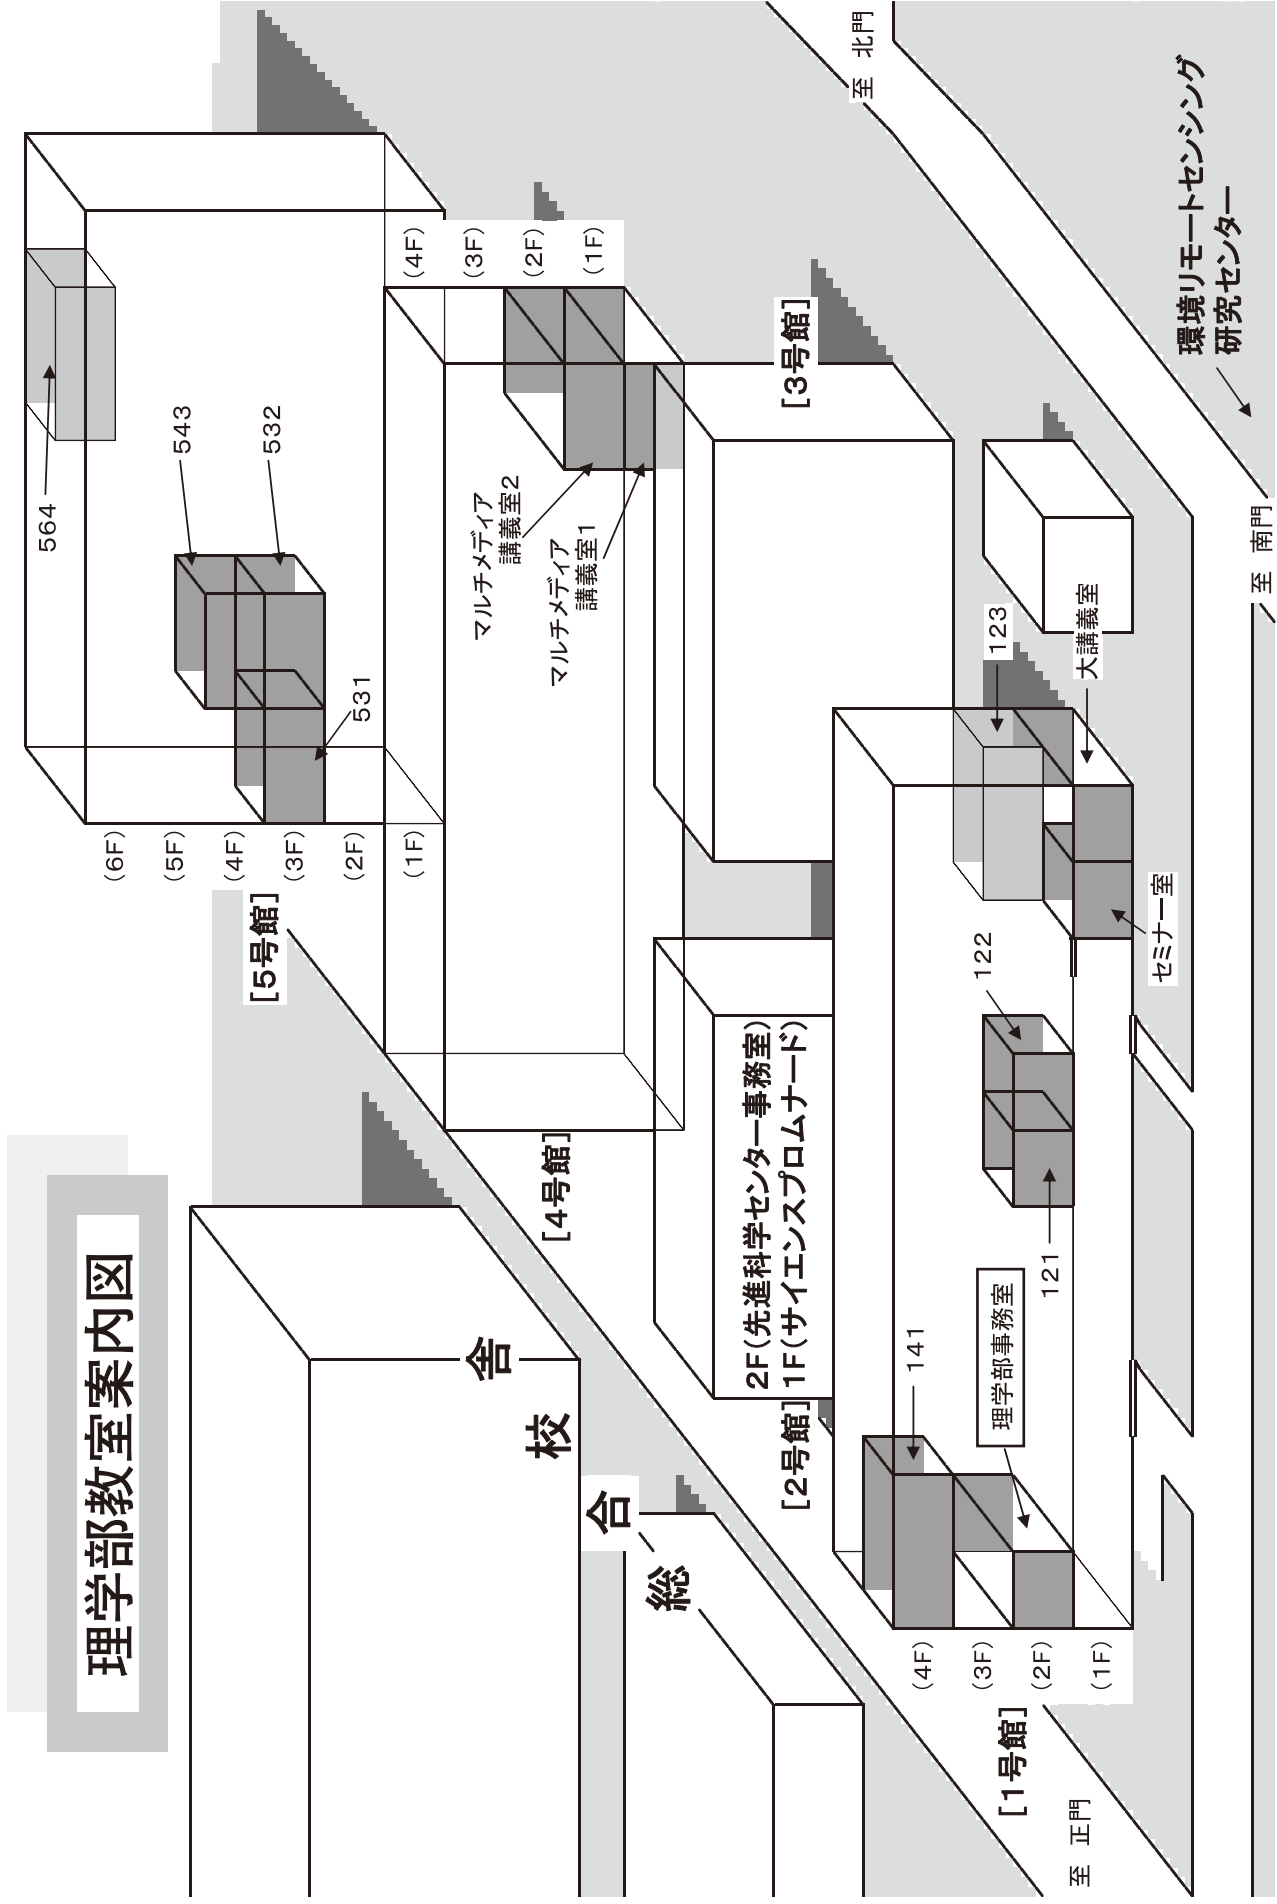 理学部教室案内図
564
543
532
531
(6F)
(5F)
(4F)
(3F)
(2F)
(1F)
[5号館]
(4F)
(3F)
(2F)
(1F)
マルチメディア
講義室2
マルチメディア
講義室1
[4号館]
[3号館]
総合校舎
2F(先進科学センター事務室)
1F(サイエンスプロムナード)
[2号館]
141
理学部事務室
121
122
123
大講義室
セミナー室
(4F)
(3F)
(2F)
(1F)
[1号館]
至 正門
至 北門
至 南門
環境リモートセンシング
研究センター